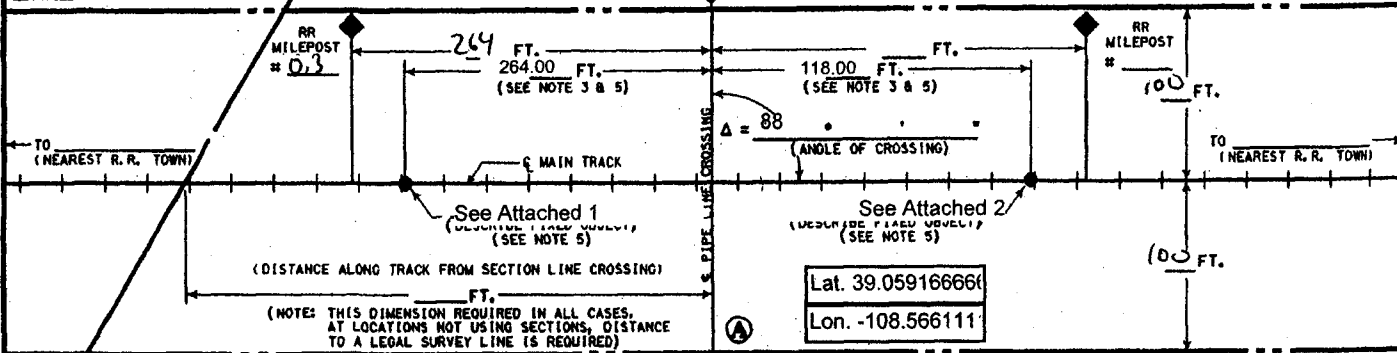 RR
MILEPOST
# 0.3
264 FT.
264.00 FT.
(SEE NOTE 3 & 5)
FT.
118.00 FT.
(SEE NOTE 3 & 5)
RR
MILEPOST
#
100 FT.
Δ = 88 ° ' "
(ANGLE OF CROSSING)
TO
(NEAREST R.R. TOWN)
℄ MAIN TRACK
℄ PIPE LINE CROSSING
TO
(NEAREST R.R. TOWN)
See Attached 1
(DESCRIBE FIXED OBJECT)
(SEE NOTE 5)
See Attached 2
(DESCRIBE FIXED OBJECT)
(SEE NOTE 5)
100 FT.
(DISTANCE ALONG TRACK FROM SECTION LINE CROSSING)
FT.
(NOTE: THIS DIMENSION REQUIRED IN ALL CASES.
AT LOCATIONS NOT USING SECTIONS, DISTANCE
TO A LEGAL SURVEY LINE IS REQUIRED)
Lat. 39.059166666
Lon. -108.566111
A